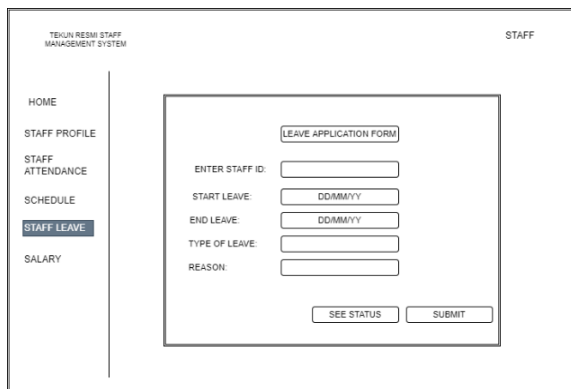 TEKUN RESMI STAFF
MANAGEMENT SYSTEM
STAFF
HOME
STAFF PROFILE
STAFF
ATTENDANCE
SCHEDULE
STAFF LEAVE
SALARY
LEAVE APPLICATION FORM
ENTER STAFF ID:
START LEAVE: DD/MM/YY
END LEAVE: DD/MM/YY
TYPE OF LEAVE:
REASON:
SEE STATUS SUBMIT